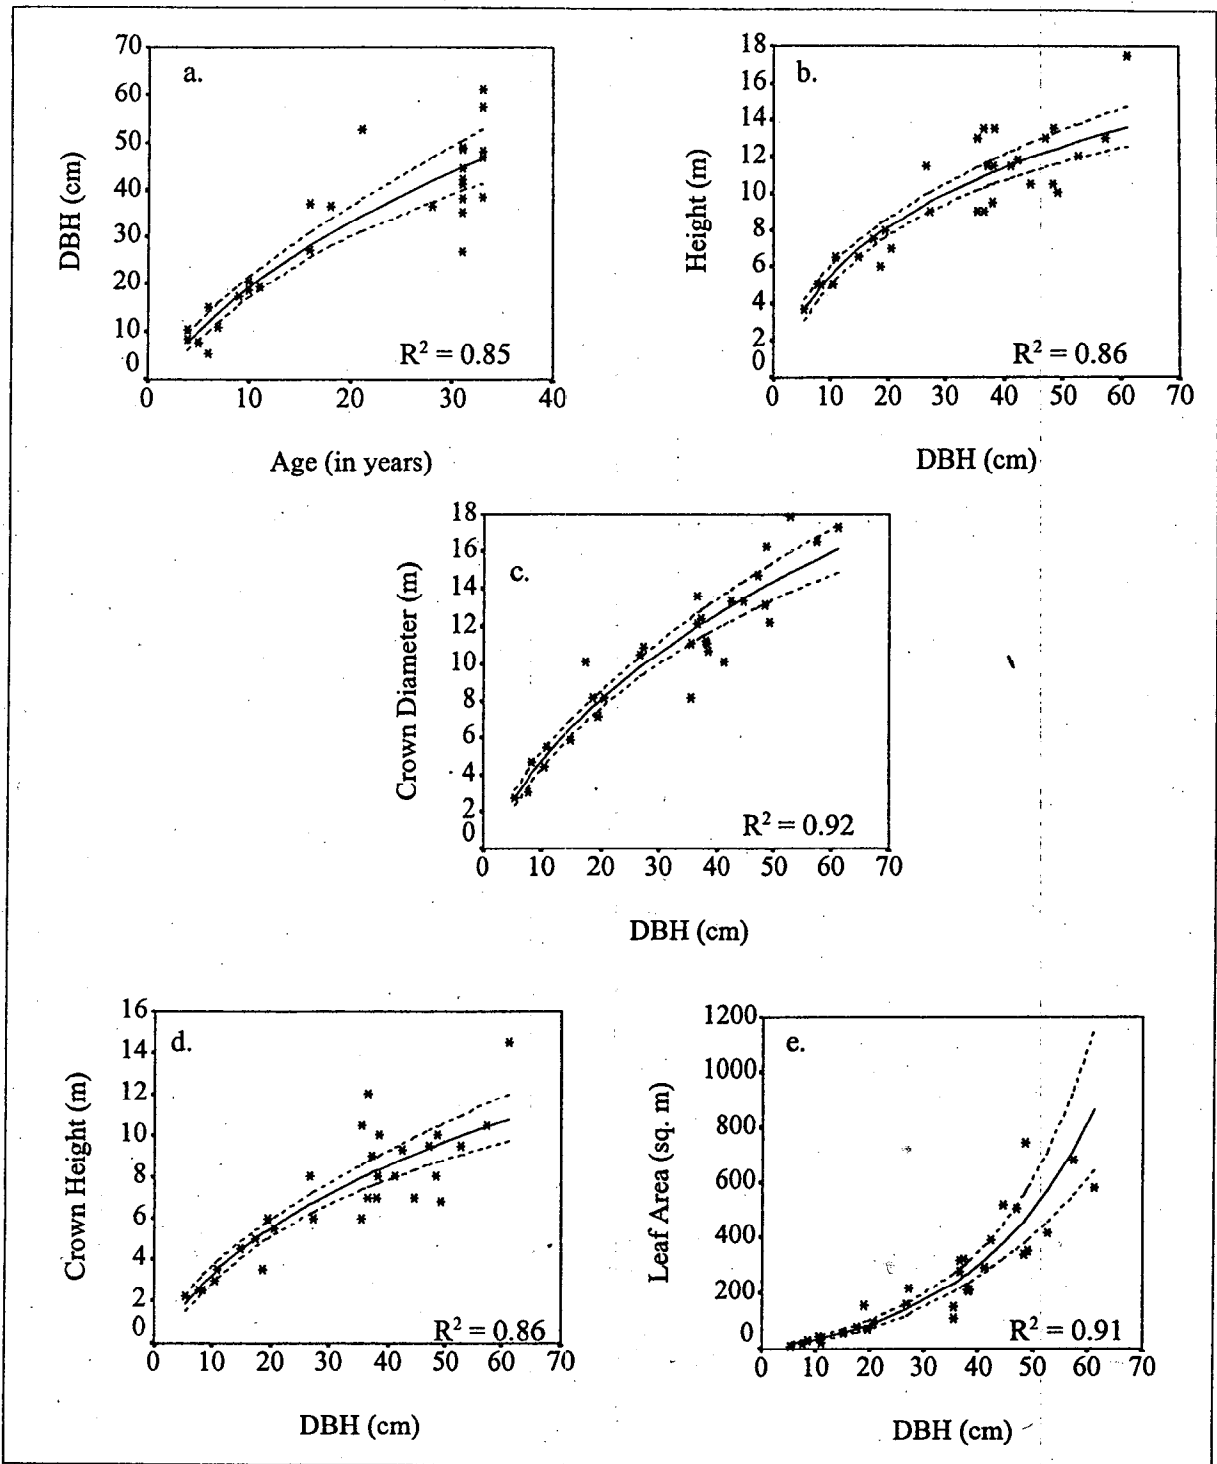 a.
70
60
50
40
30
20
10
0
DBH (cm)
R² = 0.85
0 10 20 30 40
Age (in years)
b.
18
16
14
12
10
8
6
4
2
0
Height (m)
R² = 0.86
0 10 20 30 40 50 60 70
DBH (cm)
c.
18
16
14
12
10
8
6
4
2
0
Crown Diameter (m)
R² = 0.92
0 10 20 30 40 50 60 70
DBH (cm)
d.
16
14
12
10
8
6
4
2
0
Crown Height (m)
R² = 0.86
0 10 20 30 40 50 60 70
DBH (cm)
e.
1200
1000
800
600
400
200
0
Leaf Area (sq. m)
R² = 0.91
0 10 20 30 40 50 60 70
DBH (cm)